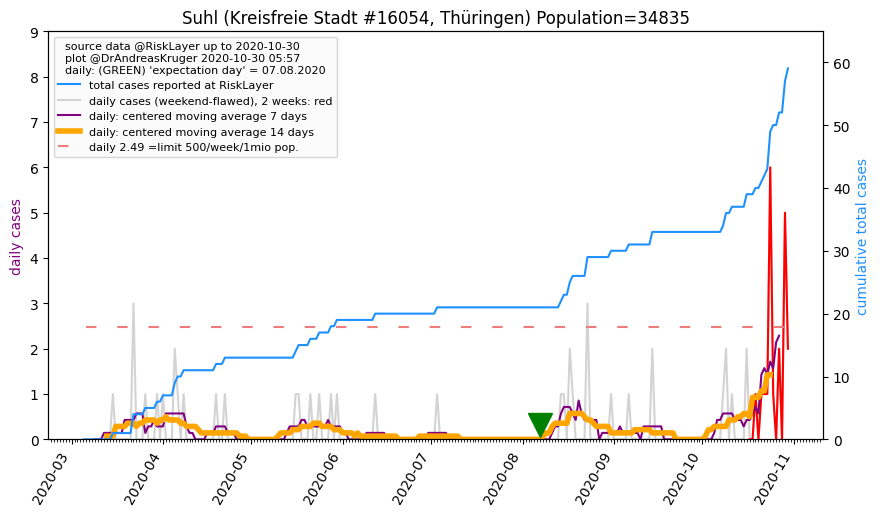 Suhl (Kreisfreie Stadt #16054, Thüringen) Population=34835
source data @RiskLayer up to 2020-10-30
plot @DrAndreasKruger 2020-10-30 05:57
daily: (GREEN) 'expectation day' = 07.08.2020
total cases reported at RiskLayer
daily cases (weekend-flawed), 2 weeks: red
daily: centered moving average 7 days
daily: centered moving average 14 days
daily 2.49 =limit 500/week/1mio pop.
daily cases
9
8
7
6
5
4
3
2
1
0
60
50
40
30
20
10
0
cumulative total cases
2020-03
2020-04
2020-05
2020-06
2020-07
2020-08
2020-09
2020-10
2020-11